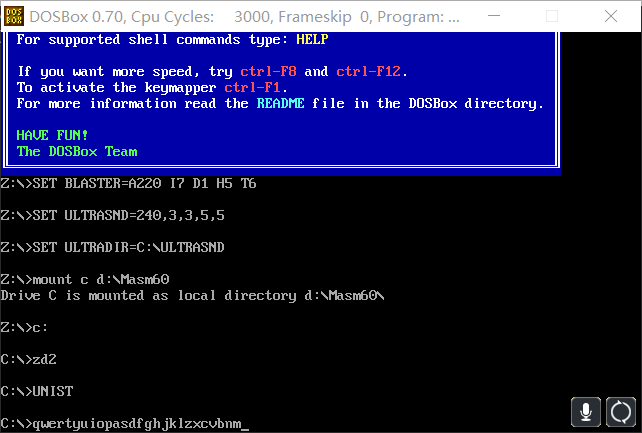 DOSBox 0.70, Cpu Cycles: 3000, Frameskip 0, Program: ...
For supported shell commands type: HELP
If you want more speed, try ctrl-F8 and ctrl-F12.
To activate the keymapper ctrl-F1.
For more information read the README file in the DOSBox directory.
HAVE FUN!
The DOSBox Team
Z:\>SET BLASTER=A220 I7 D1 H5 T6
Z:\>SET ULTRASND=240,3,3,5,5
Z:\>SET ULTRADIR=C:\ULTRASND
Z:\>mount c d:\Masm60
Drive C is mounted as local directory d:\Masm60\
Z:\>c:
C:\>zd2
C:\>UNIST
C:\>qwertyuiopasdfghjklzxcvbnm_